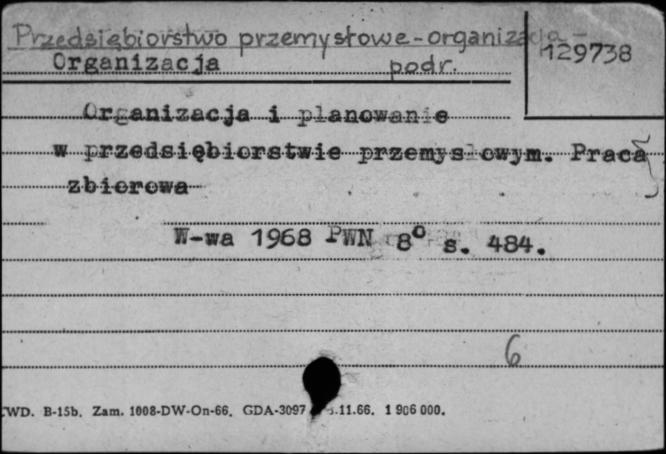 Przedsiębiorstwo przemysłowe - organizacja -
129738
Organizacja podr.
Organizacja i planowanie
w przedsiębiorstwie przemysłowym. Praca
zbiorowa
W-wa 1968 PWN 8° s. 484.
6
WD. B-15b. Zam. 1008-DW-On-66. GDA-3097 .11.66. 1 906 000.